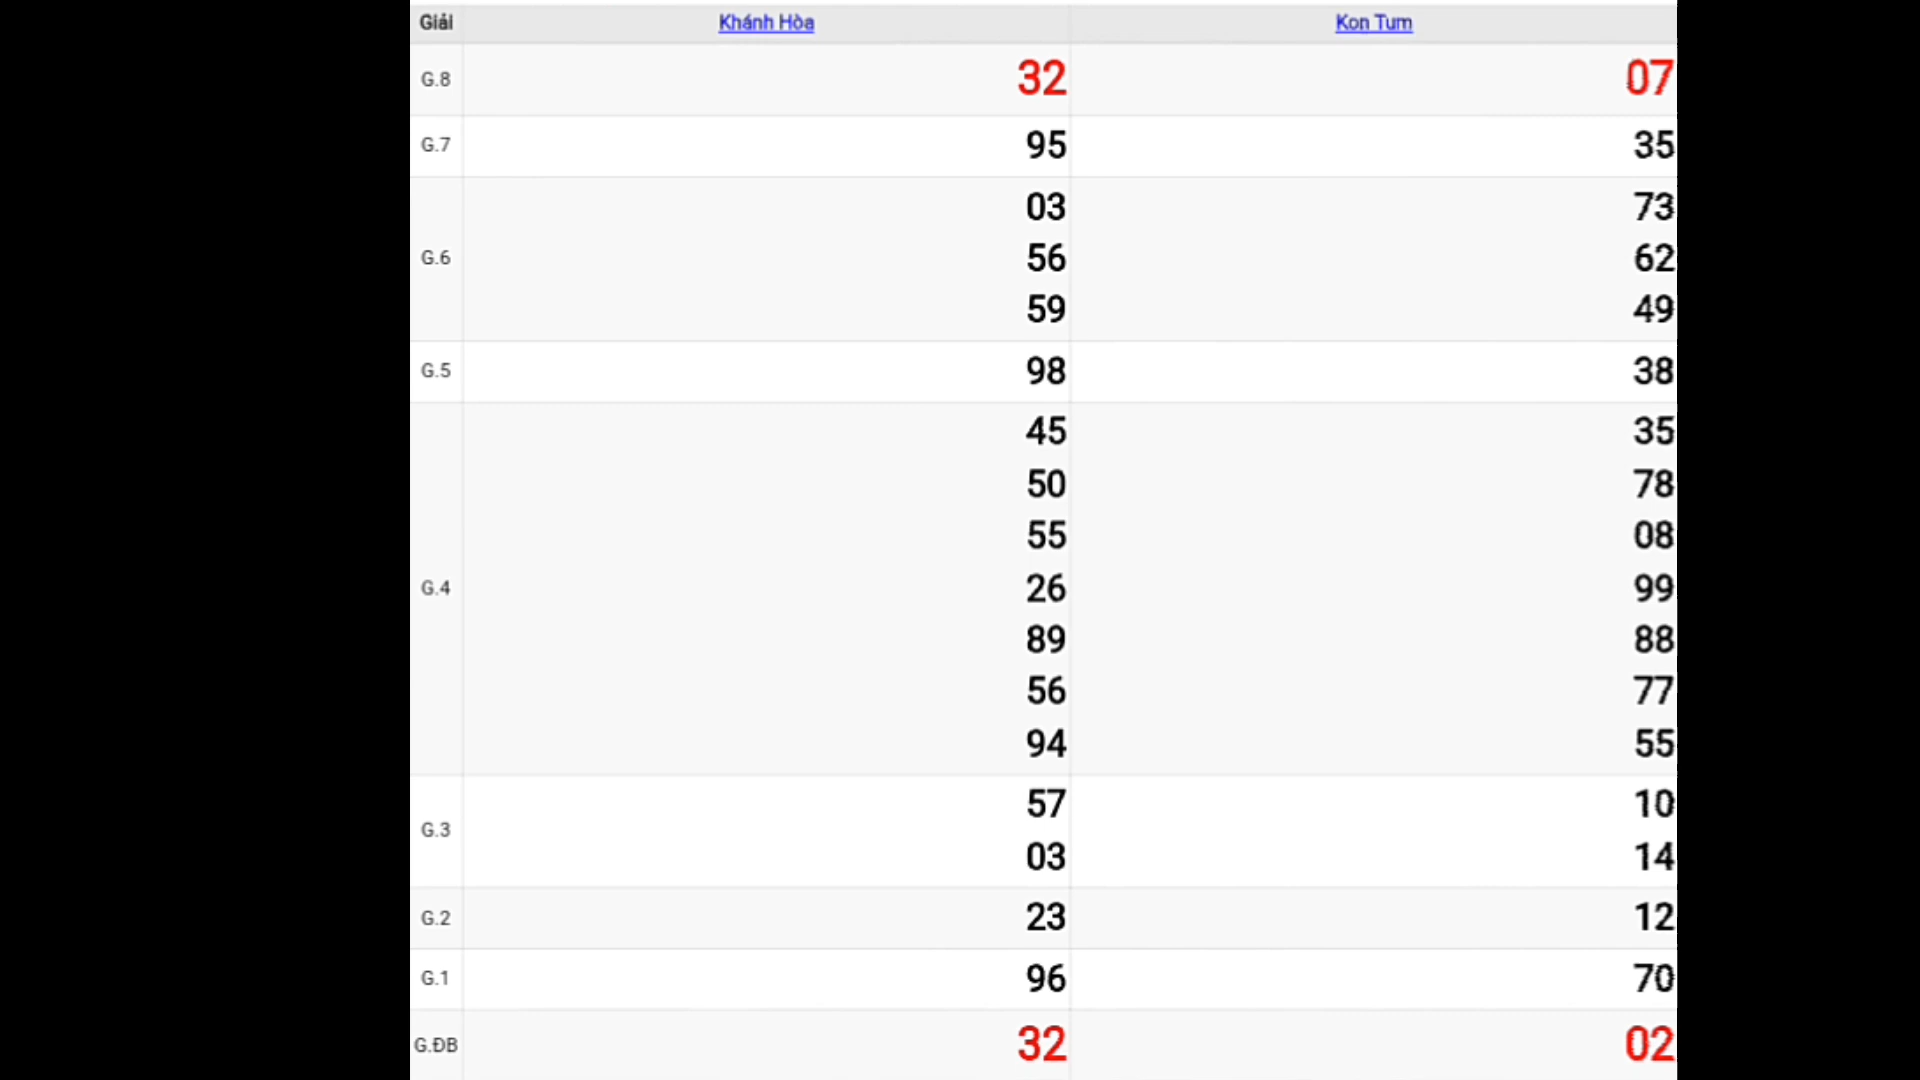 Giải Khánh Hòa Kon Tum
G.8 32 07
G.7 95 35
03 73
G.6 56 62
59 49
G.5 98 38
45 35
50 78
55 08
G.4 26 99
89 88
56 77
94 55
57 10
G.3
03 14
G.2 23 12
G.1 96 70
G.ĐB 32 02